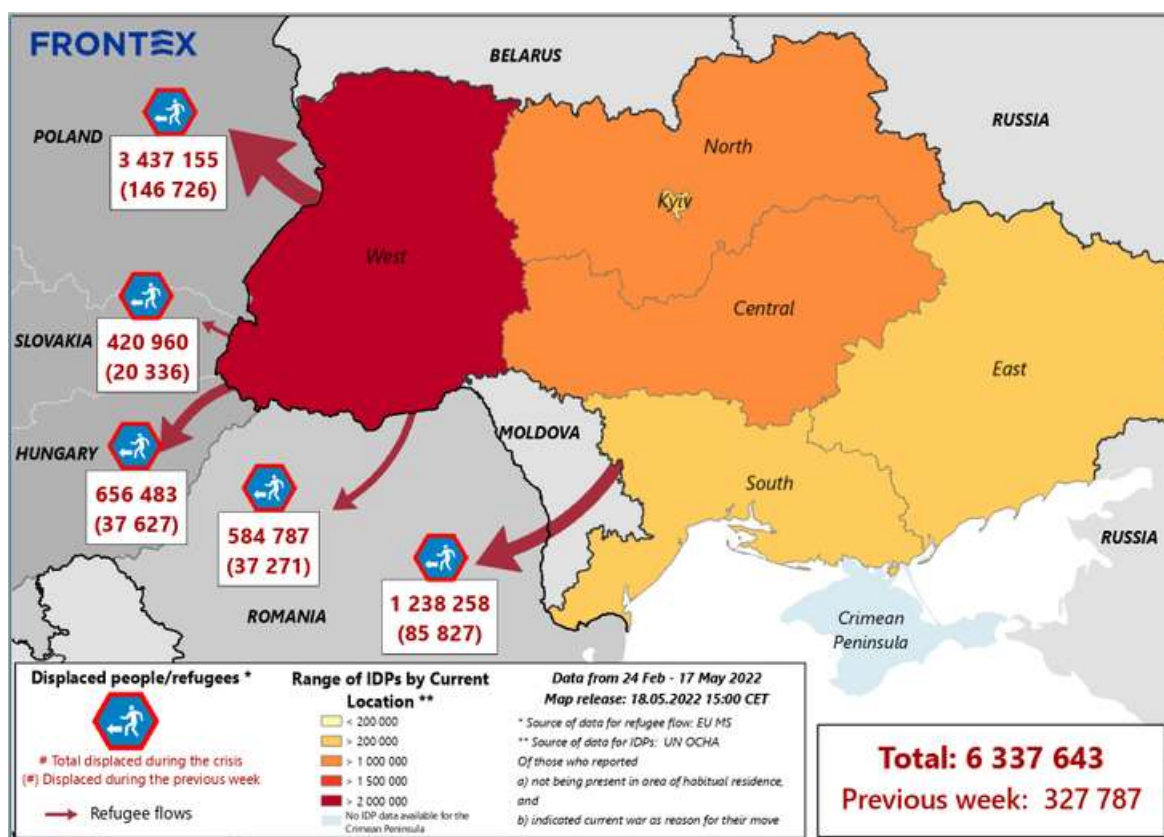 FRONTEX
BELARUS
RUSSIA
POLAND
3 437 155
(146 726)
North
Kyiv
West
SLOVAKIA
420 960
(20 336)
Central
East
HUNGARY
656 483
(37 627)
MOLDOVA
584 787
(37 271)
South
RUSSIA
ROMANIA
1 238 258
(85 827)
Crimean
Peninsula
Displaced people/refugees *
# Total displaced during the crisis
(#) Displaced during the previous week
Refugee flows
Range of IDPs by Current
Location **
< 200 000
> 200 000
> 1 000 000
> 1 500 000
> 2 000 000
No IDP data available for the
Crimean Peninsula
Data from 24 Feb - 17 May 2022
Map release: 18.05.2022 15:00 CET
* Source of data for refugee flow: EU MS
** Source of data for IDPs: UN OCHA
Of those who reported
a) not being present in area of habitual residence,
and
b) indicated current war as reason for their move
Total: 6 337 643
Previous week: 327 787